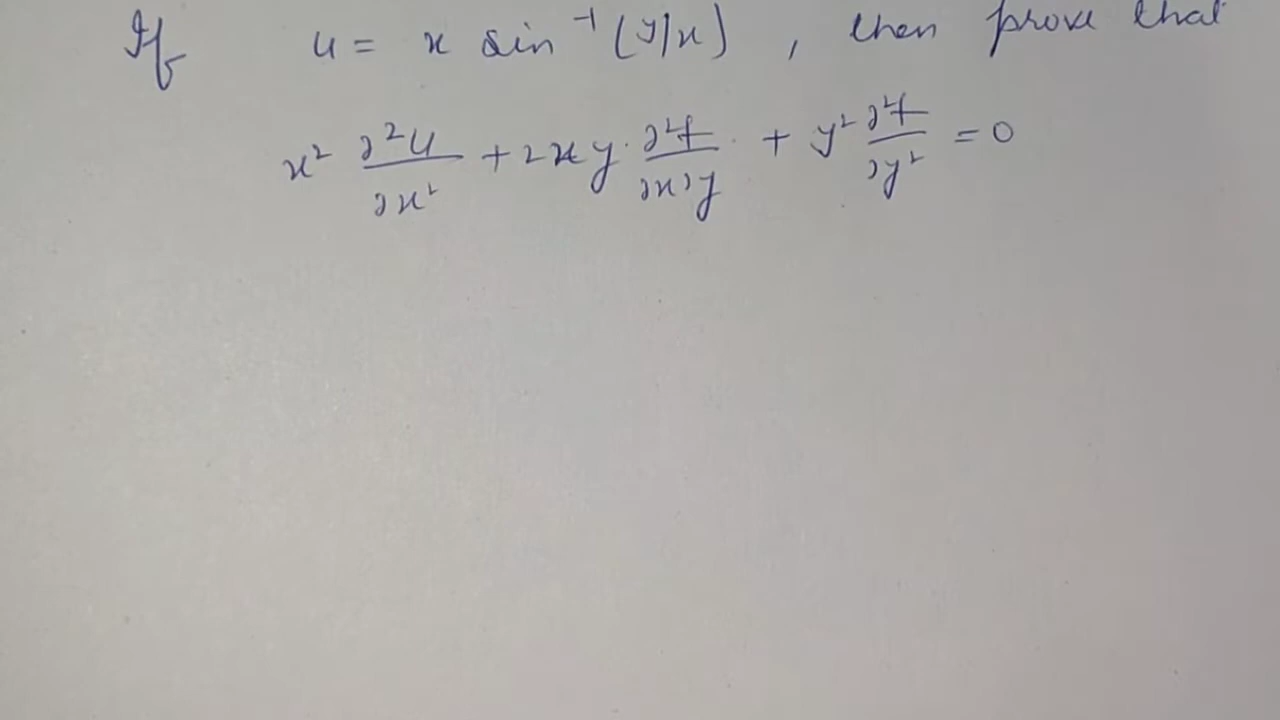 If u = x sin⁻¹ (y/x) , then prove that
x² ∂²u/∂x² + 2xy · ∂²f/∂x∂y + y² ∂²f/∂y² = 0